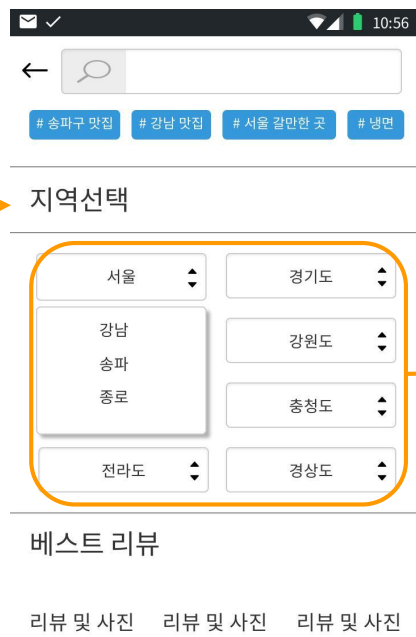 10:56
# 송파구 맛집 # 강남 맛집 # 서울 갈만한 곳 # 냉면
지역선택
서울 경기도
강남
강원도
송파
종로
충청도
전라도 경상도
베스트 리뷰
리뷰 및 사진 리뷰 및 사진 리뷰 및 사진